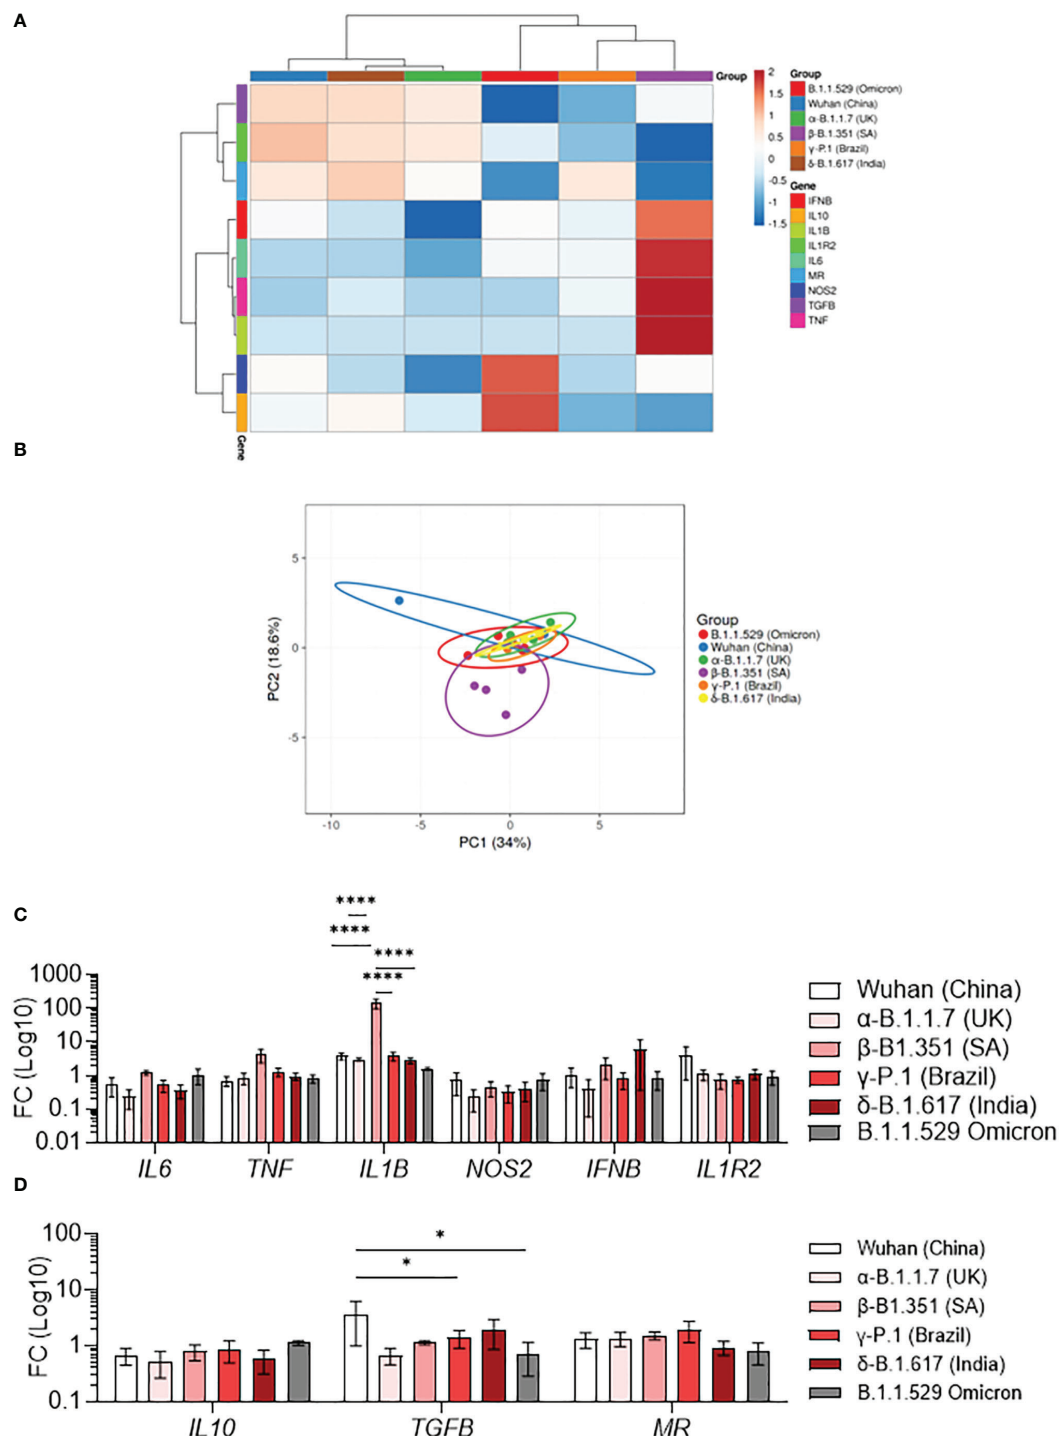 A
Group
2
1.5
1
0.5
0
-0.5
-1
-1.5
Group
B.1.1.529 (Omicron)
Wuhan (China)
α-B.1.1.7 (UK)
β-B.1.351 (SA)
γ-P.1 (Brazil)
δ-B.1.617 (India)
Gene
IFNB
IL10
IL1B
IL1R2
IL6
MR
NOS2
TGFB
TNF
Gene
B
5
0
-5
PC2 (18.6%)
-10
-5
0
5
PC1 (34%)
Group
B.1.1.529 (Omicron)
Wuhan (China)
α-B.1.1.7 (UK)
β-B.1.351 (SA)
γ-P.1 (Brazil)
δ-B.1.617 (India)
C
****
****
****
****
FC (Log10)
1000
100
10
1
0.1
0.01
IL6
TNF
IL1B
NOS2
IFNB
IL1R2
Wuhan (China)
α-B.1.1.7 (UK)
β-B1.351 (SA)
γ-P.1 (Brazil)
δ-B.1.617 (India)
B.1.1.529 Omicron
D
*
*
FC (Log10)
100
10
1
0.1
IL10
TGFB
MR
Wuhan (China)
α-B.1.1.7 (UK)
β-B1.351 (SA)
γ-P.1 (Brazil)
δ-B.1.617 (India)
B.1.1.529 Omicron